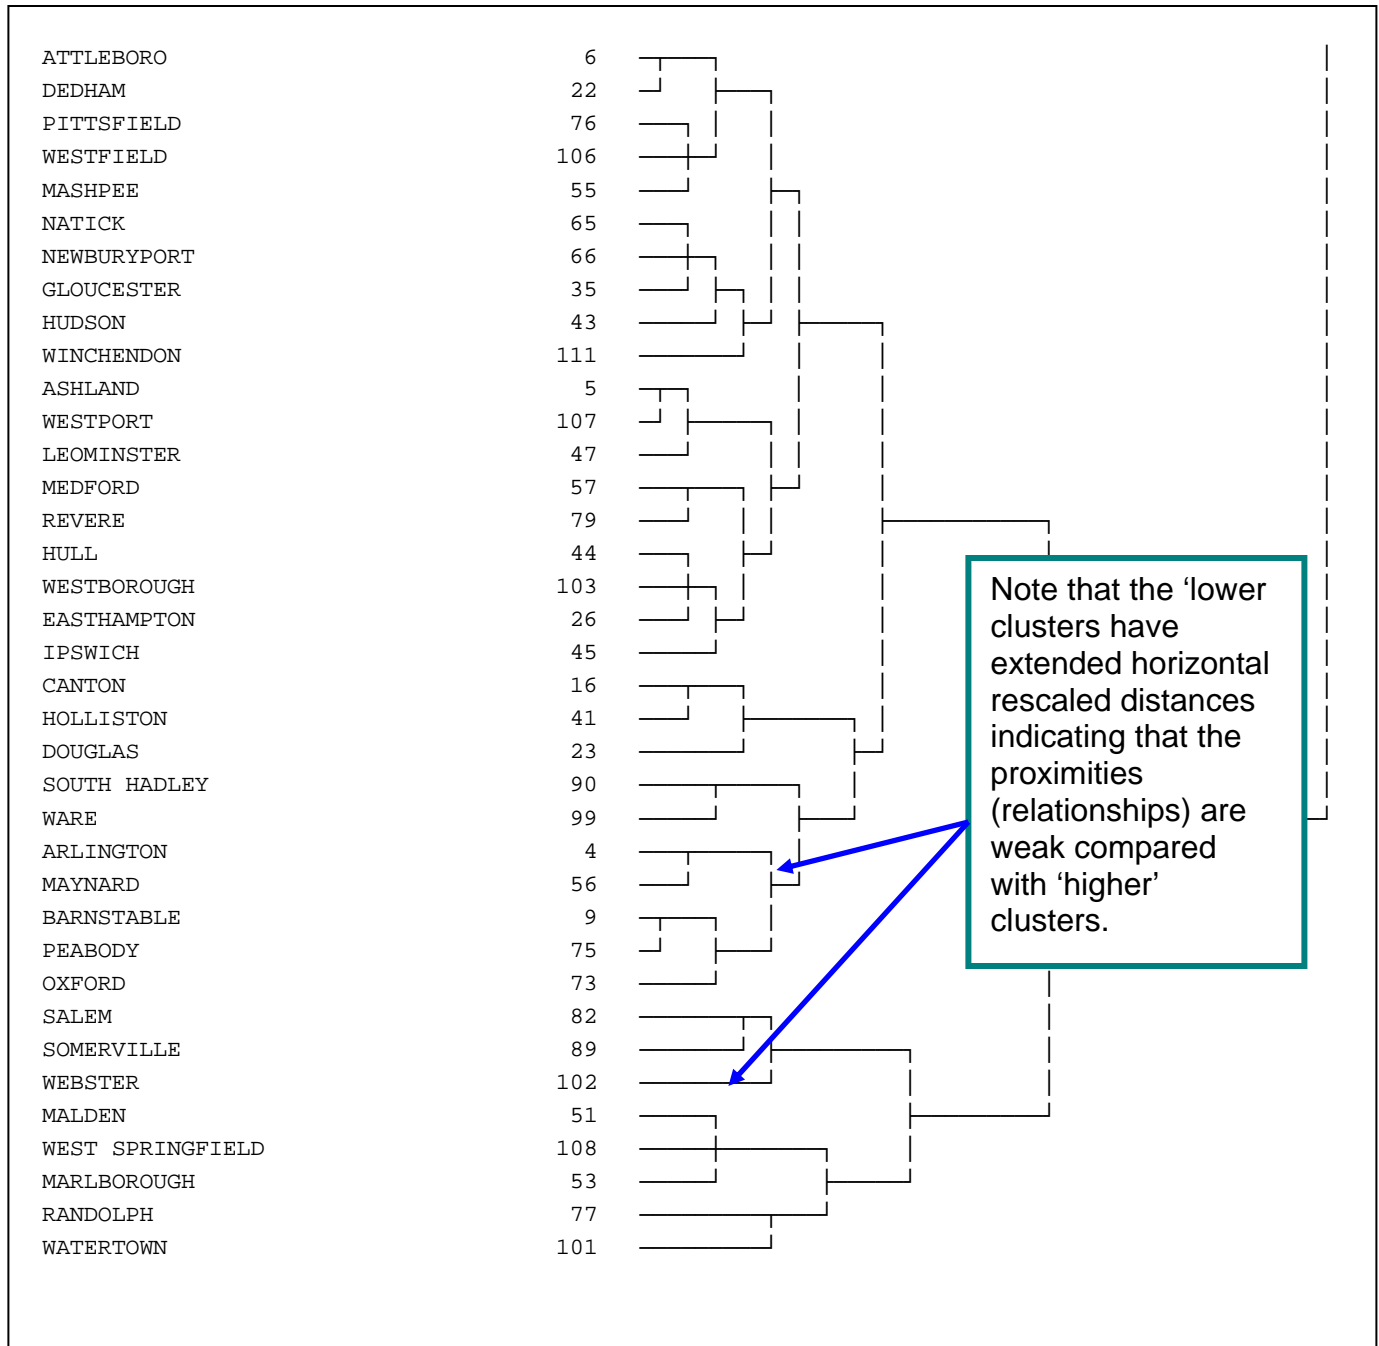 ATTLEBORO 6
DEDHAM 22
PITTSFIELD 76
WESTFIELD 106
MASHPEE 55
NATICK 65
NEWBURYPORT 66
GLOUCESTER 35
HUDSON 43
WINCHENDON 111
ASHLAND 5
WESTPORT 107
LEOMINSTER 47
MEDFORD 57
REVERE 79
HULL 44
WESTBOROUGH 103
EASTHAMPTON 26
IPSWICH 45
CANTON 16
HOLLISTON 41
DOUGLAS 23
SOUTH HADLEY 90
WARE 99
ARLINGTON 4
MAYNARD 56
BARNSTABLE 9
PEABODY 75
OXFORD 73
SALEM 82
SOMERVILLE 89
WEBSTER 102
MALDEN 51
WEST SPRINGFIELD 108
MARLBOROUGH 53
RANDOLPH 77
WATERTOWN 101
Note that the ‘lower
clusters have
extended horizontal
rescaled distances
indicating that the
proximities
(relationships) are
weak compared
with ‘higher’
clusters.